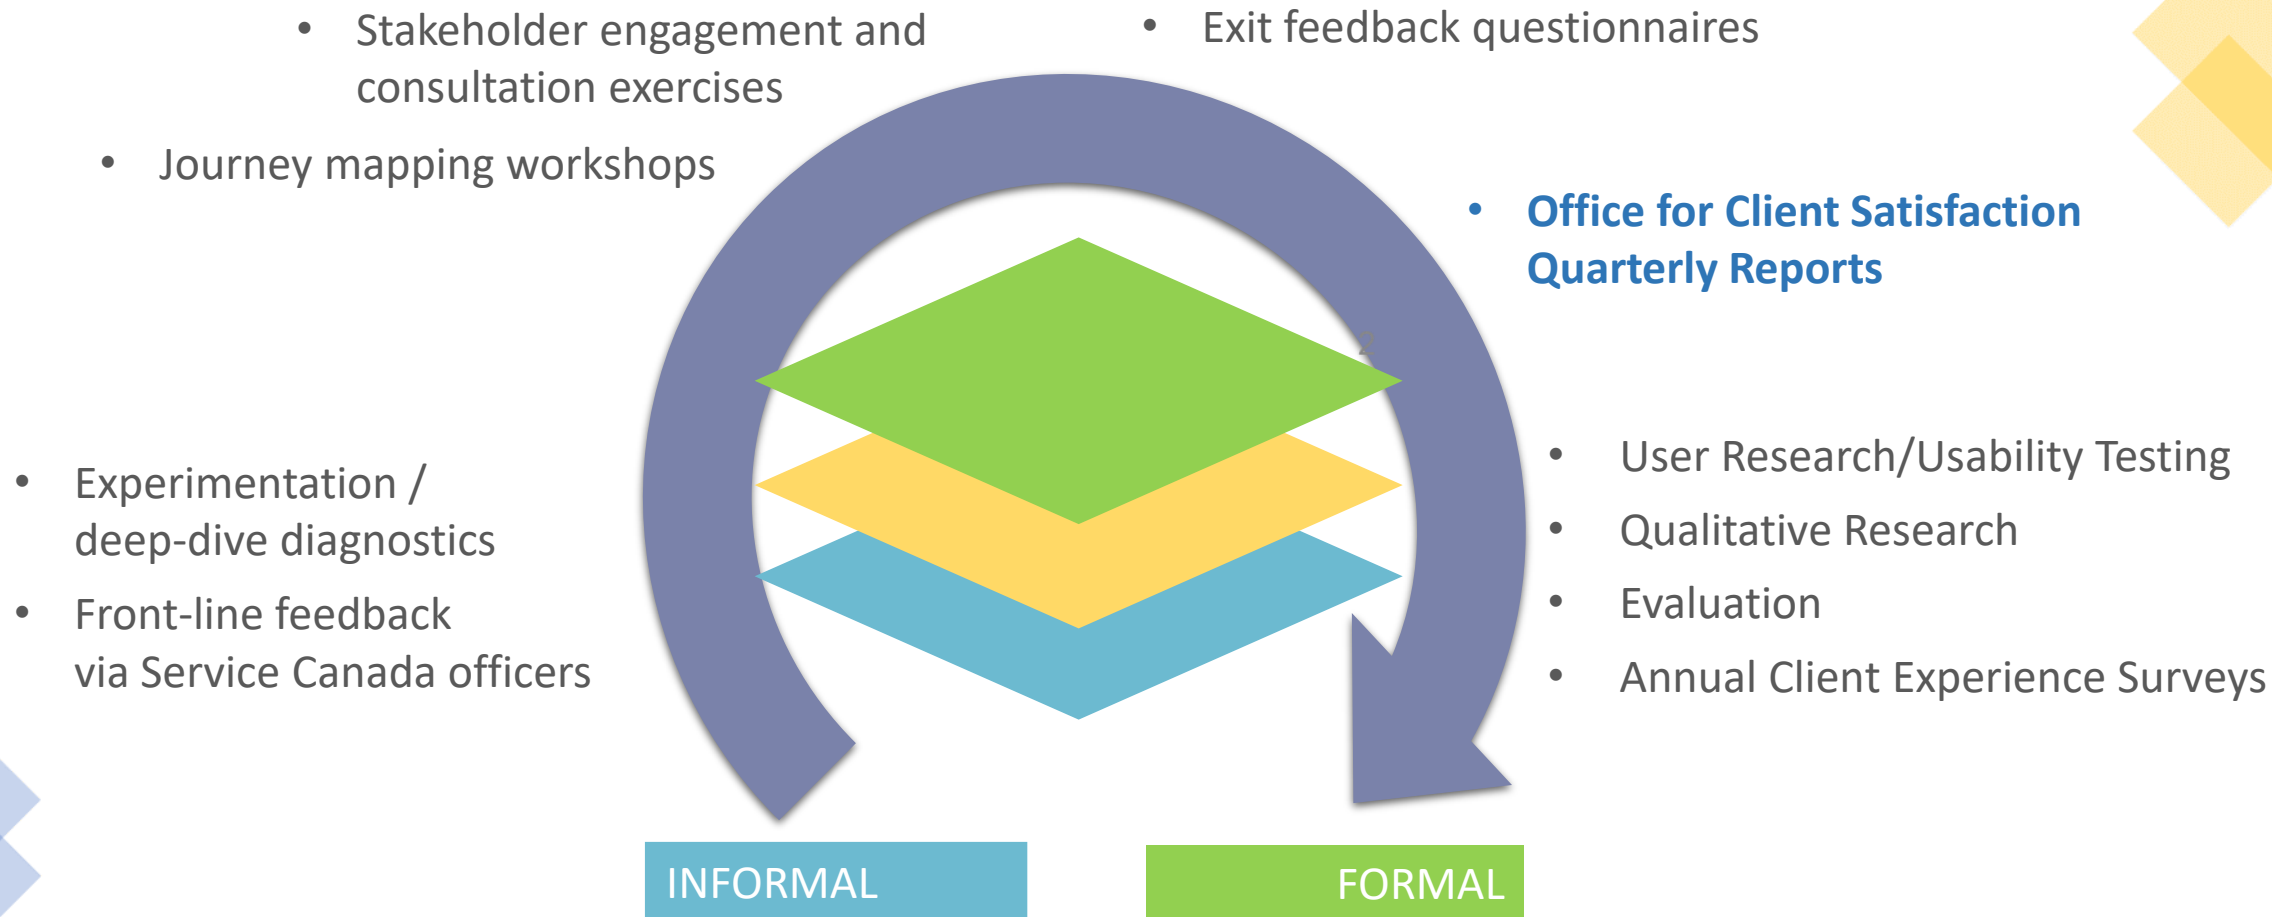 • Stakeholder engagement and
consultation exercises
• Journey mapping workshops
• Experimentation /
deep-dive diagnostics
• Front-line feedback
via Service Canada officers
• Exit feedback questionnaires
• Office for Client Satisfaction
Quarterly Reports
2
• User Research/Usability Testing
• Qualitative Research
• Evaluation
• Annual Client Experience Surveys
INFORMAL
FORMAL